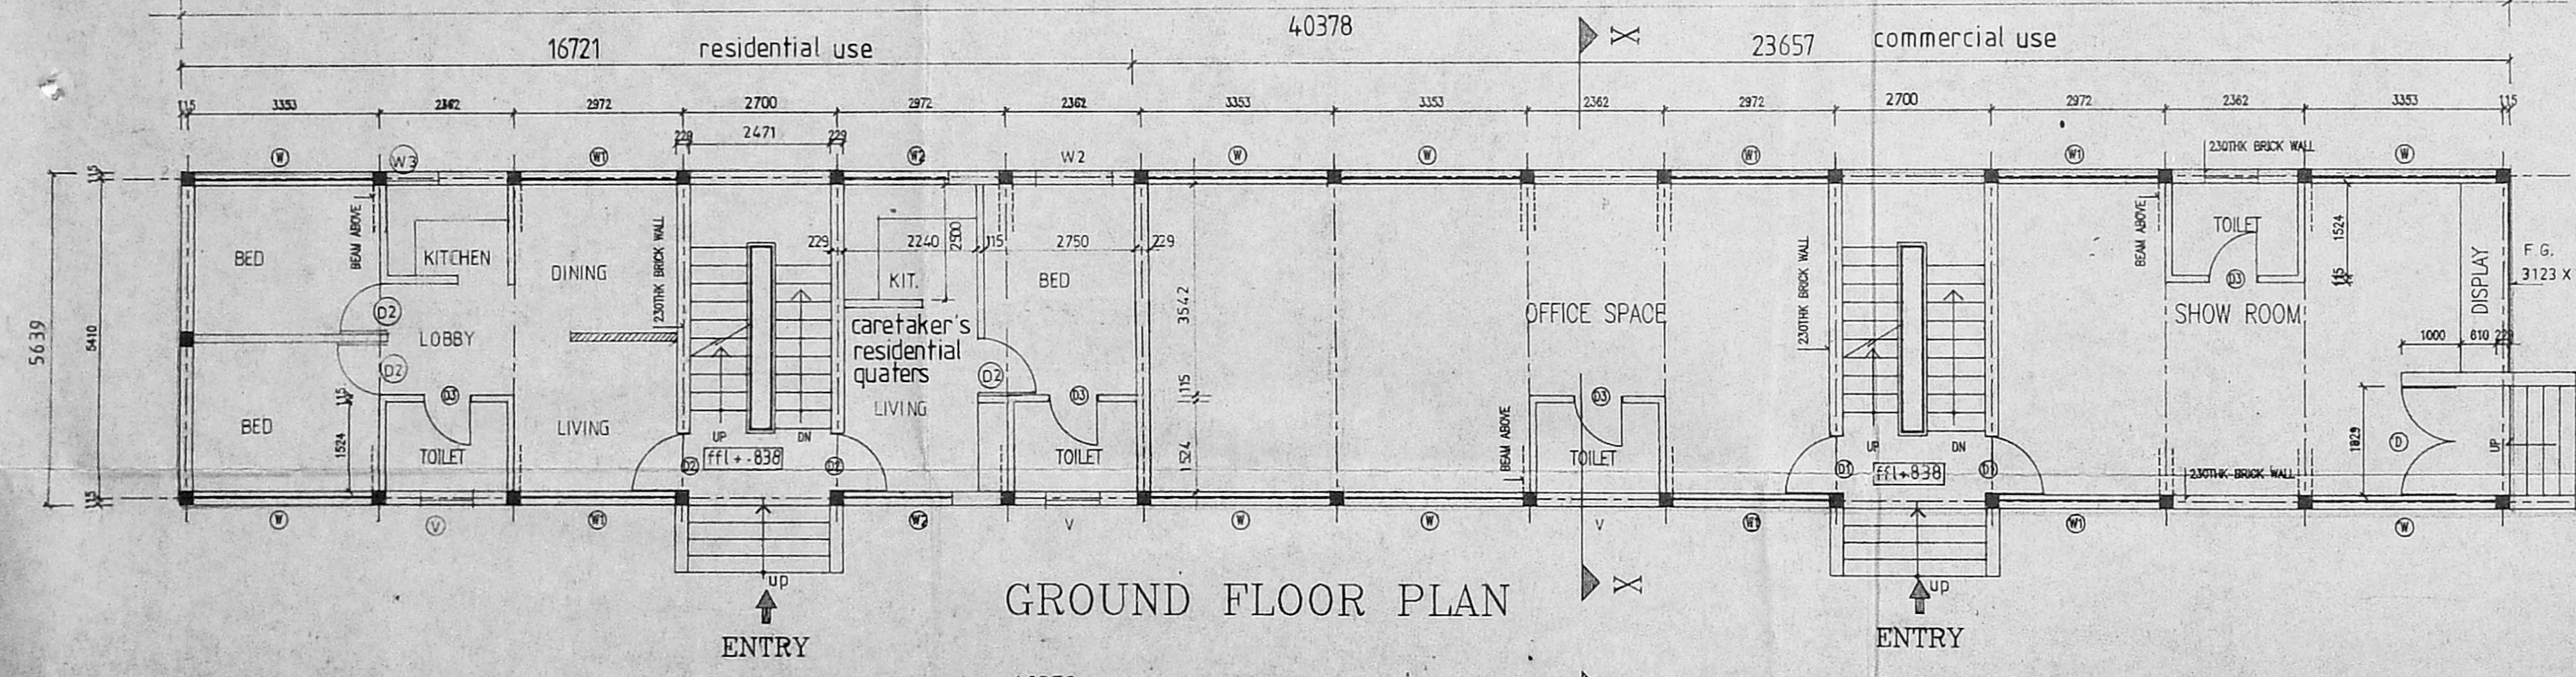 40378
X
16721 residential use
23657 commercial use
115 3353 2362 2972 2700 2972 2362 3353 3353 2362 2972 2700 2972 2362 3353 115
229 2471 229
W W3 W1 W2 W2 W W W1 W1 230THK BRICK WALL W
115
BEAM ABOVE
230THK BRICK WALL
BED
KITCHEN
DINING
229 2240 2500 115 2750 229
KIT.
BED
230THK BRICK WALL
BEAM ABOVE
TOILET
D3
1524
115
DISPLAY
F.G.
3123 X
5639
5410
D2
LOBBY
D2
caretaker's
residential
quaters
LIVING
D2
3542
OFFICE SPACE
SHOW ROOM
1000 610 229
115
1524
D3
BED
TOILET
LIVING
UP DN
D2 ffl+-838 D2
D3
TOILET
115
1524
BEAM ABOVE
D3
TOILET
UP DN
D1 ffl+838 D1
230THK BRICK WALL
1829
D
UP
115
W V W1 W2 V W W V W1 W1 W
up
ENTRY
GROUND FLOOR PLAN
X
up
ENTRY